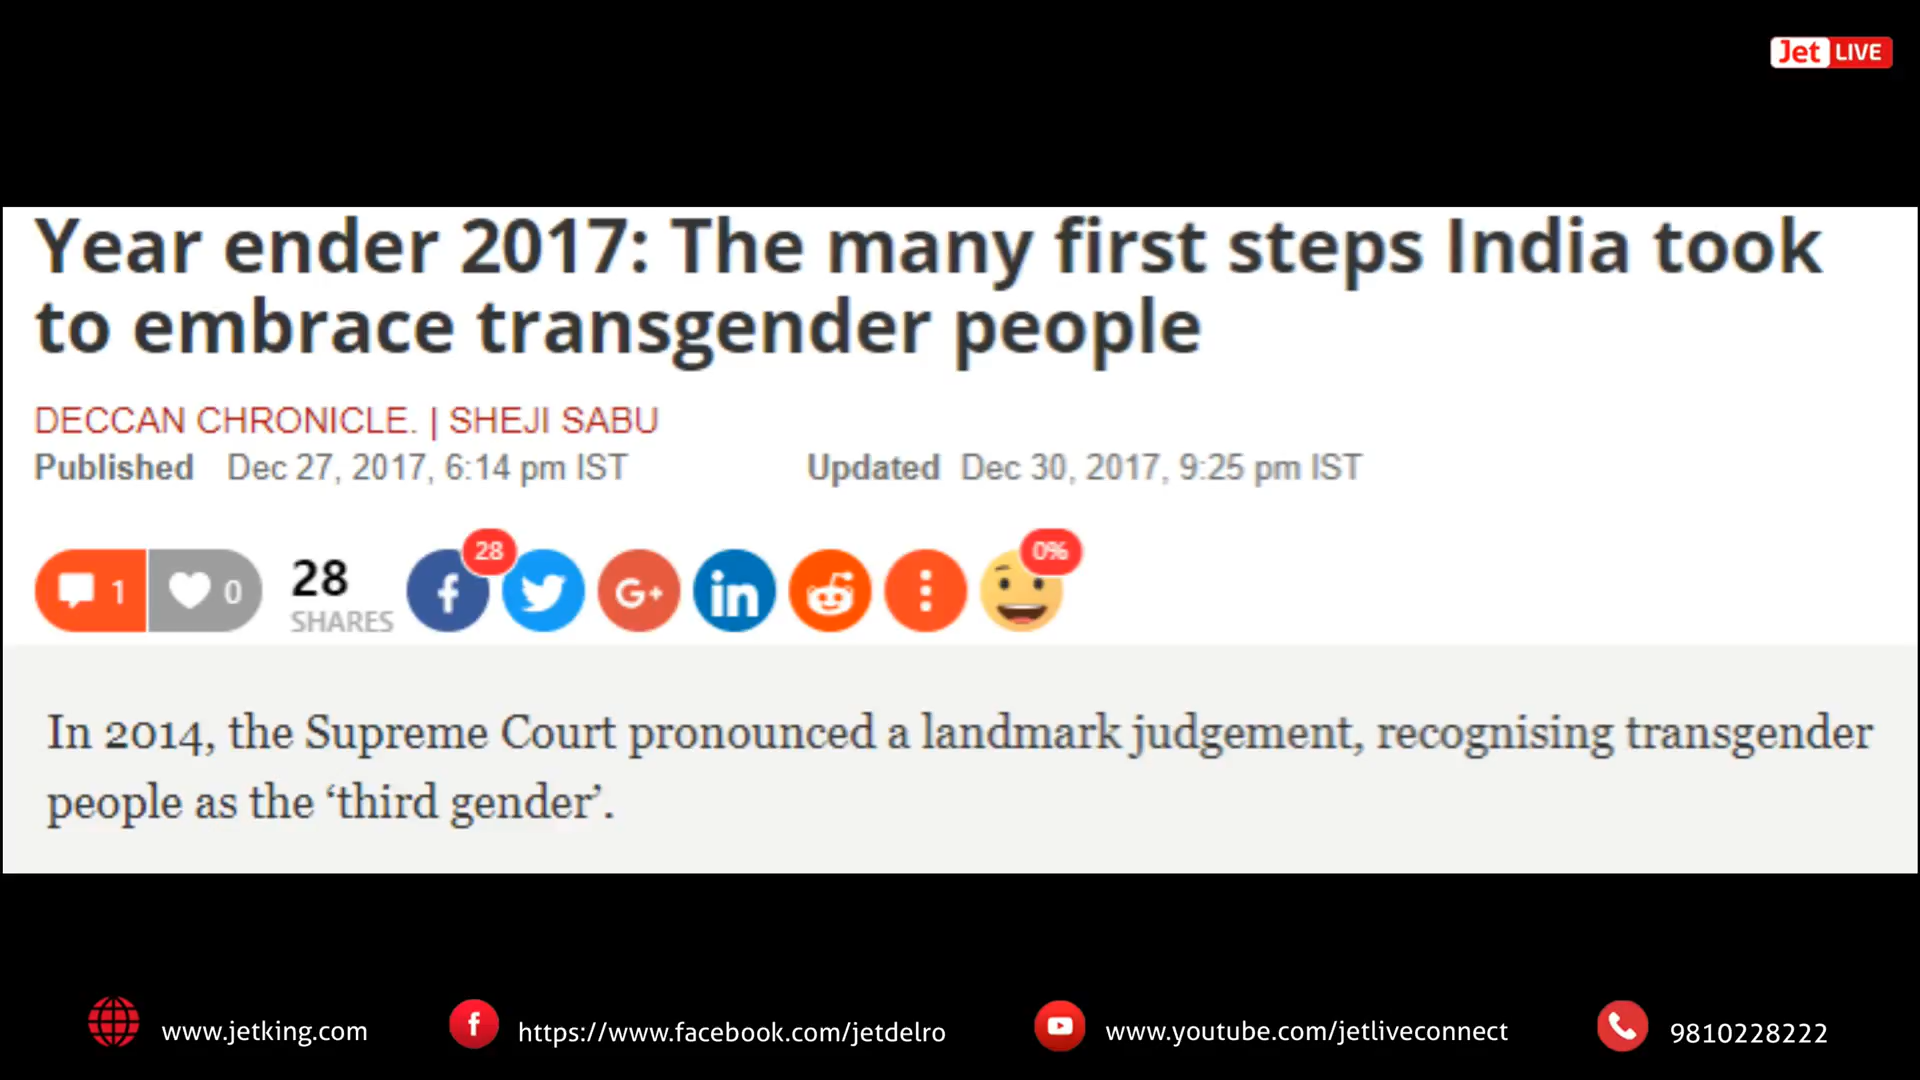 Jet LIVE
Year ender 2017: The many first steps India took
to embrace transgender people
DECCAN CHRONICLE. | SHEJI SABU
Published Dec 27, 2017, 6:14 pm IST Updated Dec 30, 2017, 9:25 pm IST
28 0%
1 0 28 f G+ in
SHARES
In 2014, the Supreme Court pronounced a landmark judgement, recognising transgender
people as the ‘third gender’.
www.jetking.com f https://www.facebook.com/jetdelro www.youtube.com/jetliveconnect 9810228222